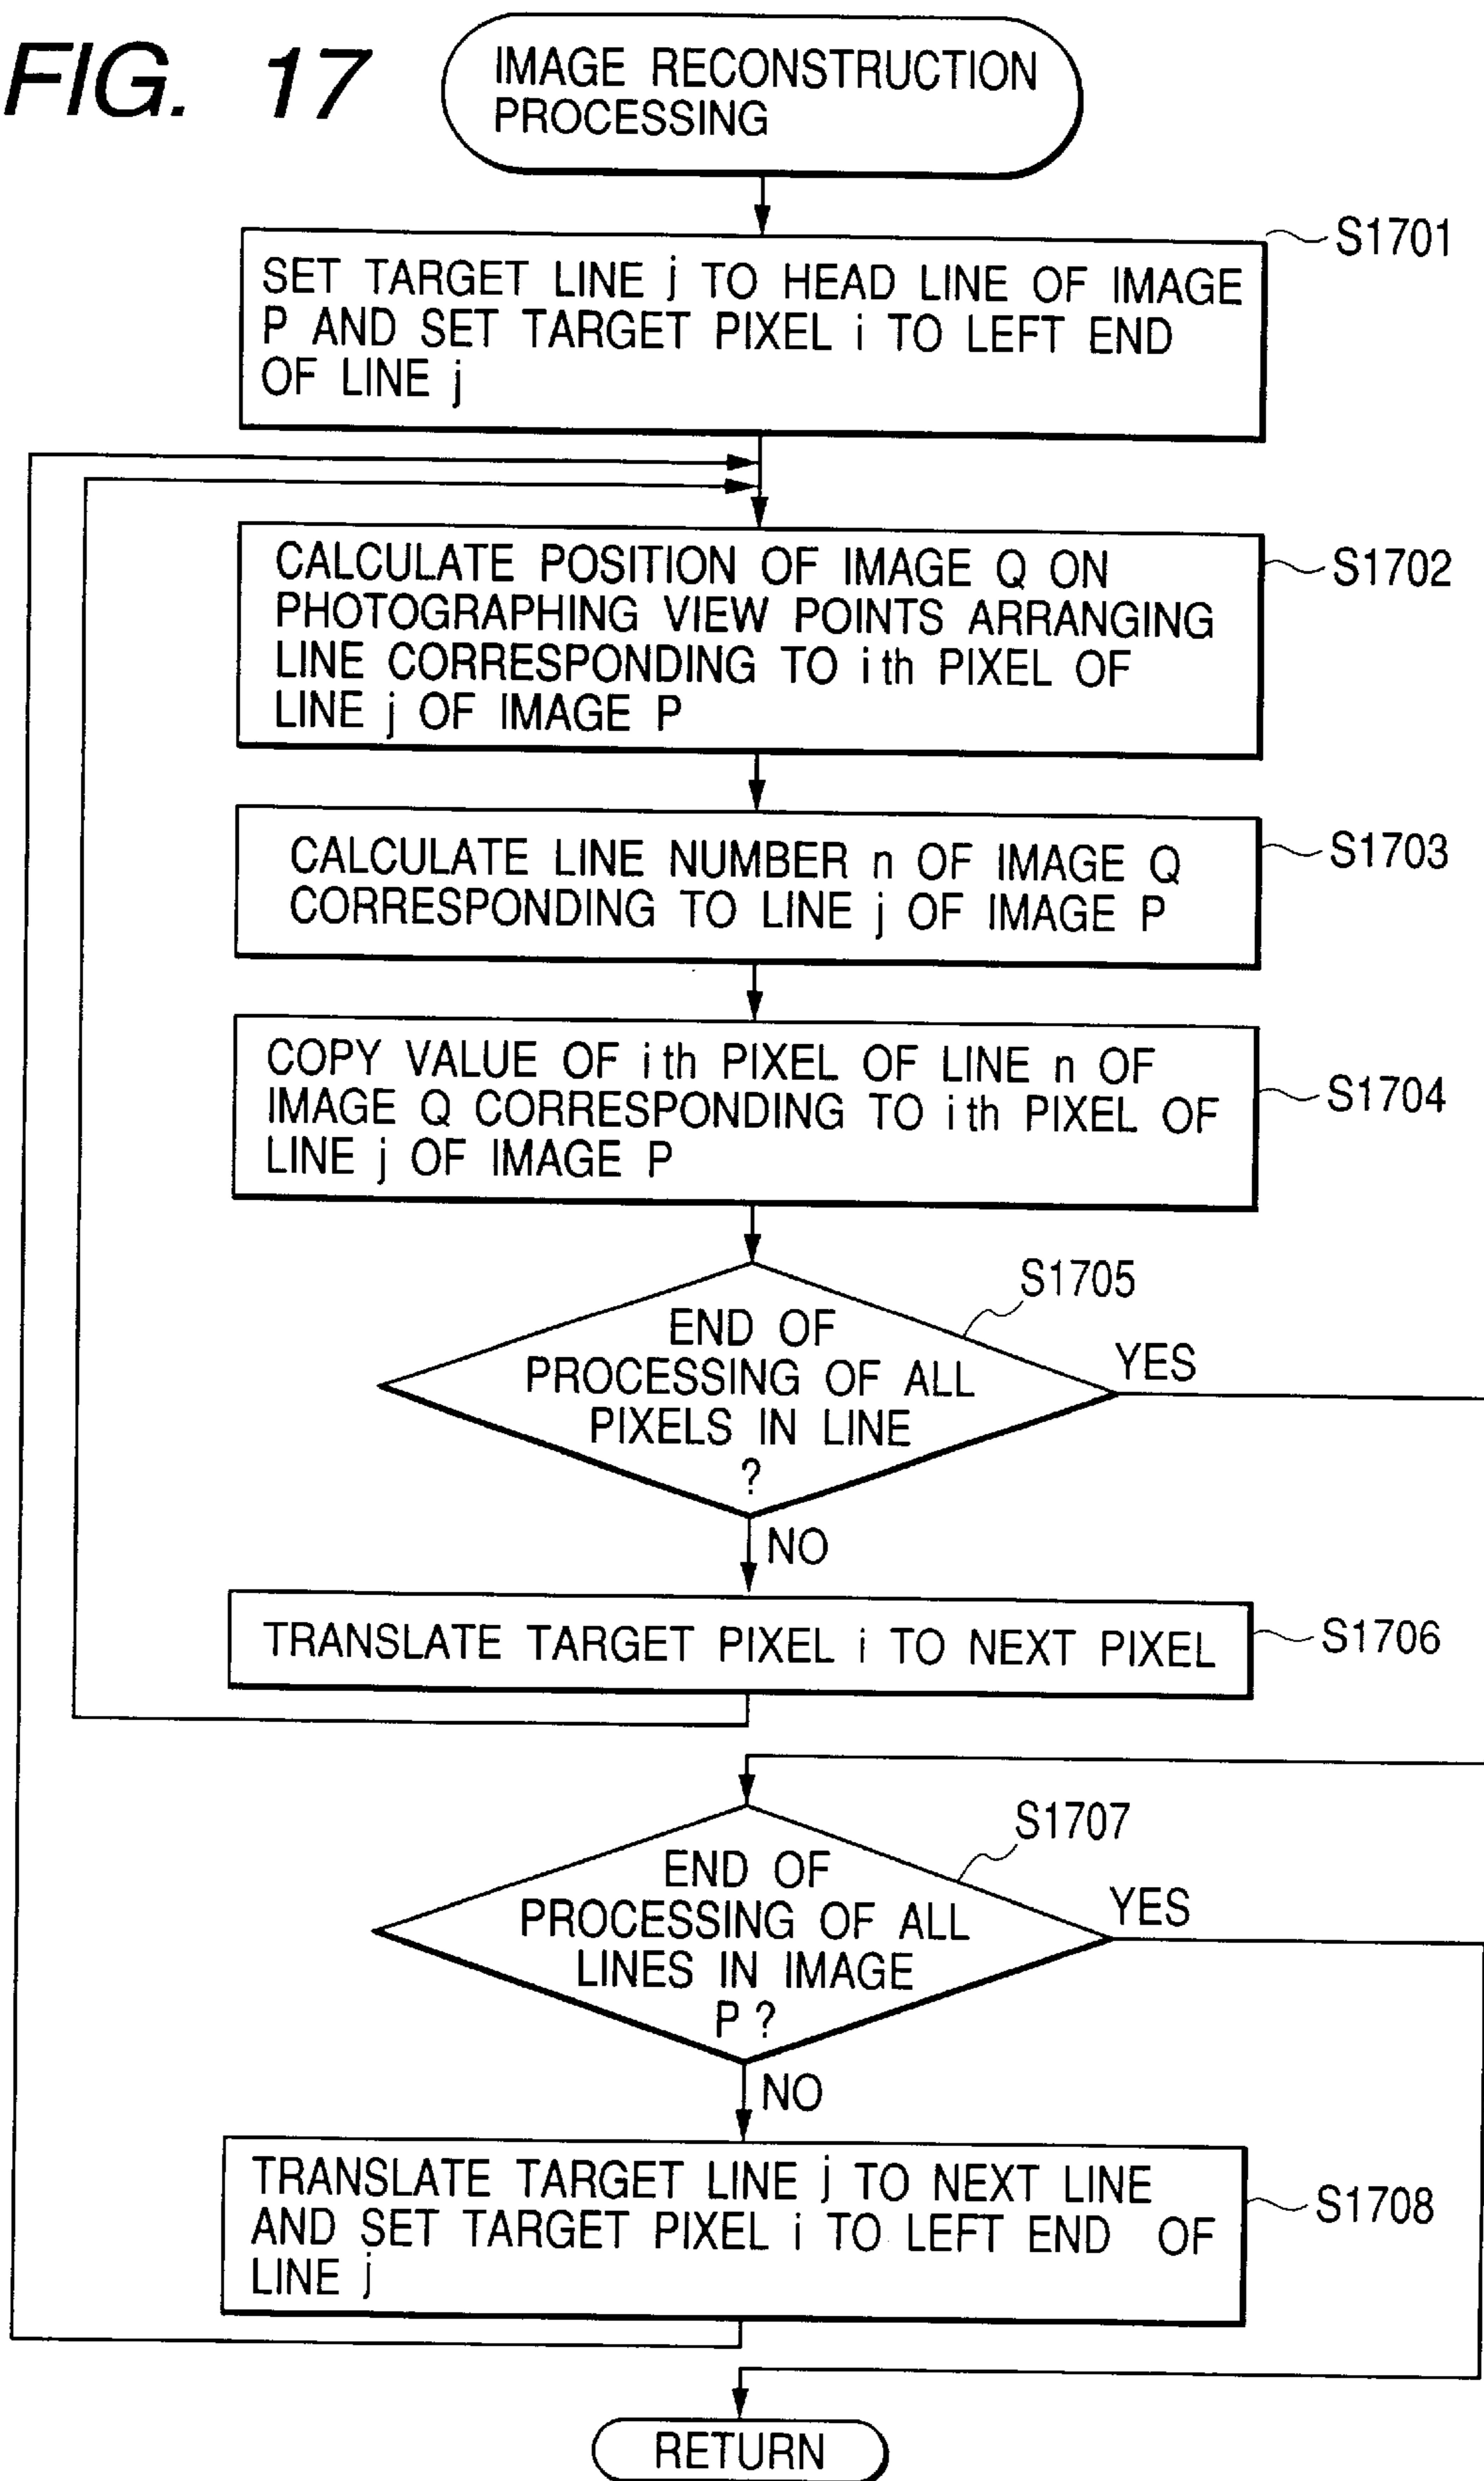 FIG. 17
IMAGE RECONSTRUCTION
PROCESSING
S1701
SET TARGET LINE j TO HEAD LINE OF IMAGE
P AND SET TARGET PIXEL i TO LEFT END
OF LINE j
S1702
CALCULATE POSITION OF IMAGE Q ON
PHOTOGRAPHING VIEW POINTS ARRANGING
LINE CORRESPONDING TO i th PIXEL OF
LINE j OF IMAGE P
S1703
CALCULATE LINE NUMBER n OF IMAGE Q
CORRESPONDING TO LINE j OF IMAGE P
S1704
COPY VALUE OF i th PIXEL OF LINE n OF
IMAGE Q CORRESPONDING TO i th PIXEL OF
LINE j OF IMAGE P
S1705
END OF
PROCESSING OF ALL
PIXELS IN LINE
?
YES
NO
TRANSLATE TARGET PIXEL i TO NEXT PIXEL
S1706
S1707
END OF
PROCESSING OF ALL
LINES IN IMAGE
P ?
YES
NO
TRANSLATE TARGET LINE j TO NEXT LINE
AND SET TARGET PIXEL i TO LEFT END OF
LINE j
S1708
RETURN